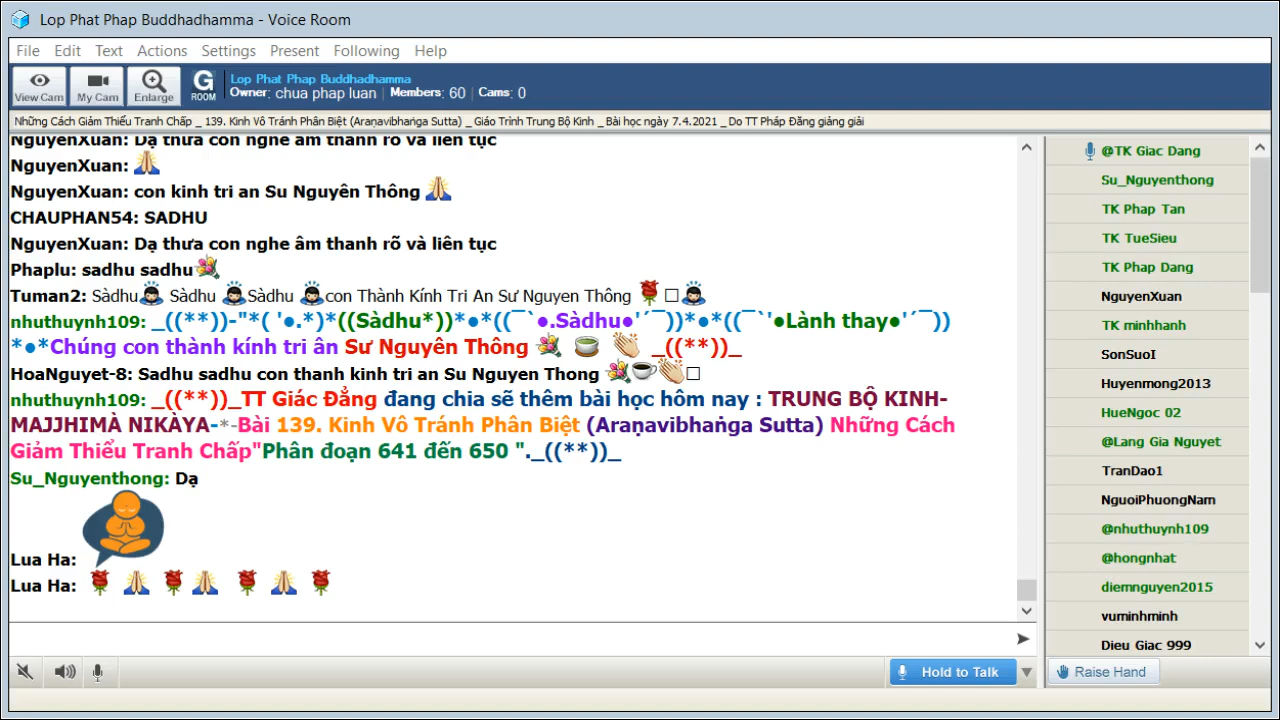 Lop Phat Phap Buddhadhamma - Voice Room
File Edit Text Actions Settings Present Following Help
View Cam My Cam Enlarge G ROOM
Lop Phat Phap Buddhadhamma
Owner: chua phap luan Members: 60 Cams: 0
Những Cách Giảm Thiểu Tranh Chấp _ 139. Kinh Vô Tránh Phân Biệt (Araṇavibhaṅga Sutta) _ Giáo Trình Trung Bộ Kinh _ Bài học ngày 7.4.2021 _ Do TT Pháp Đăng giảng giải
NguyenXuan: Dạ thưa con nghe âm thanh rõ và liên tục
NguyenXuan: 🙏
NguyenXuan: con kinh tri an Su Nguyên Thông 🙏
CHAUPHAN54: SADHU
NguyenXuan: Dạ thưa con nghe âm thanh rõ và liên tục
Phaplu: sadhu sadhu💐
Tuman2: Sàdhu🙇 Sàdhu 🙇Sàdhu 🙇con Thành Kính Tri An Sư Nguyen Thông 🌹□🙇
nhuthuynh109: _((**))-"*( '●.*)*((Sàdhu*))*●*((¯`●.Sàdhu●'´¯))*●*((¯`'●Lành thay●'´¯))
*●*Chúng con thành kính tri ân Sư Nguyên Thông 💐 🍵 👏 _((**))_
HoaNguyet-8: Sadhu sadhu con thanh kinh tri an Su Nguyen Thong 💐☕👏□
nhuthuynh109: _((**))_TT Giác Đẳng đang chia sẽ thêm bài học hôm nay : TRUNG BỘ KINH-
MAJJHIMÀ NIKÀYA-*-Bài 139. Kinh Vô Tránh Phân Biệt (Araṇavibhaṅga Sutta) Những Cách
Giảm Thiểu Tranh Chấp"Phân đoạn 641 đến 650 "._((**))_
Su_Nguyenthong: Dạ
Lua Ha:
Lua Ha: 🌹 🙏 🌹 🙏 🌹 🙏 🌹
Hold to Talk
@TK Giac Dang
Su_Nguyenthong
TK Phap Tan
TK TueSieu
TK Phap Dang
NguyenXuan
TK minhhanh
SonSuoI
Huyenmong2013
HueNgoc 02
@Lang Gia Nguyet
TranDao1
NguoiPhuongNam
@nhuthuynh109
@hongnhat
diemnguyen2015
vuminhminh
Dieu Giac 999
Raise Hand